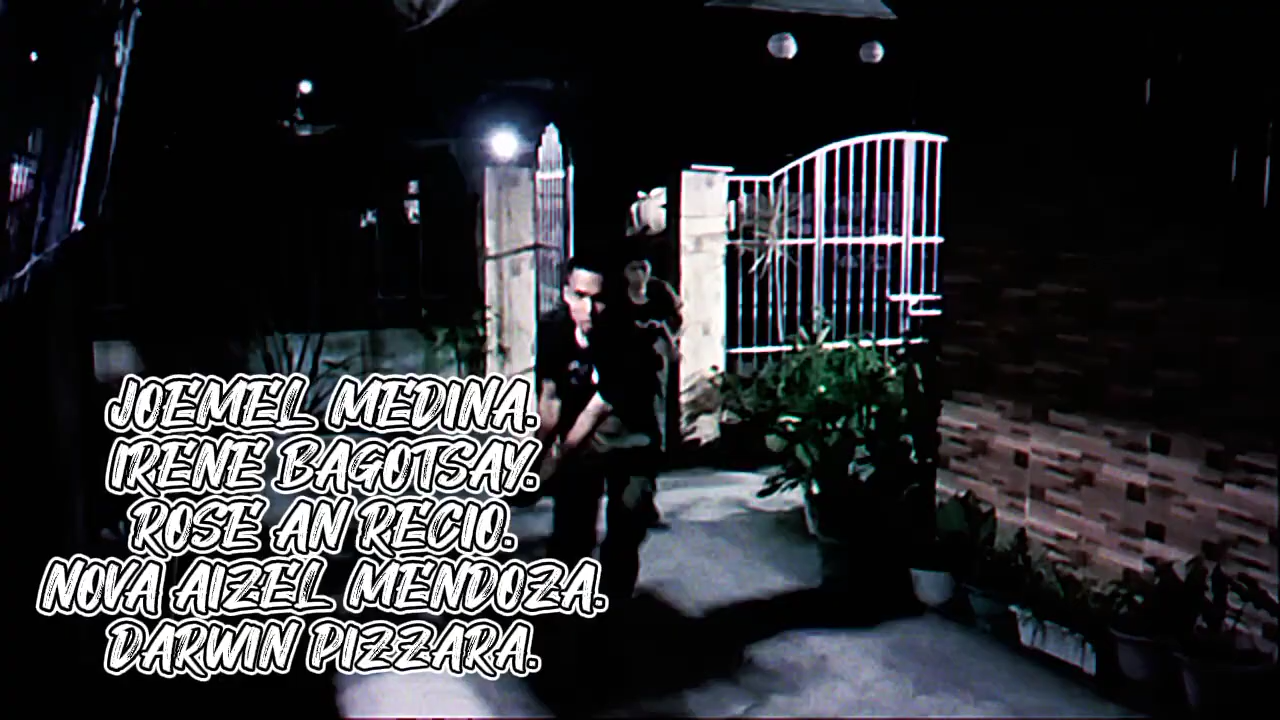 JOEMEL MEDINA.
IRENE BAGOTSAY.
ROSE AN RECIO.
NOVA AIZEL MENDOZA.
DARWIN PIZZARA.